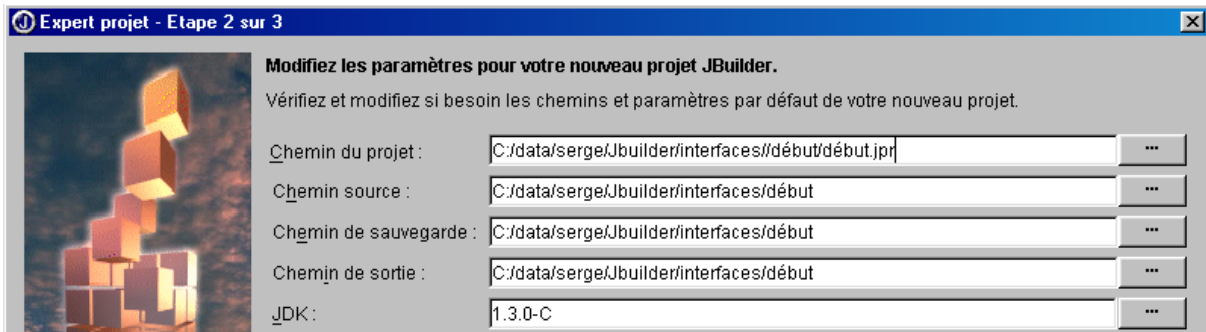 Expert projet - Etape 2 sur 3
Modifiez les paramètres pour votre nouveau projet JBuilder.
Vérifiez et modifiez si besoin les chemins et paramètres par défaut de votre nouveau projet.
Chemin du projet : C:/data/serge/Jbuilder/interfaces//début/début.jpr ...
Chemin source : C:/data/serge/Jbuilder/interfaces/début ...
Chemin de sauvegarde : C:/data/serge/Jbuilder/interfaces/début ...
Chemin de sortie : C:/data/serge/Jbuilder/interfaces/début ...
JDK : 1.3.0-C ...